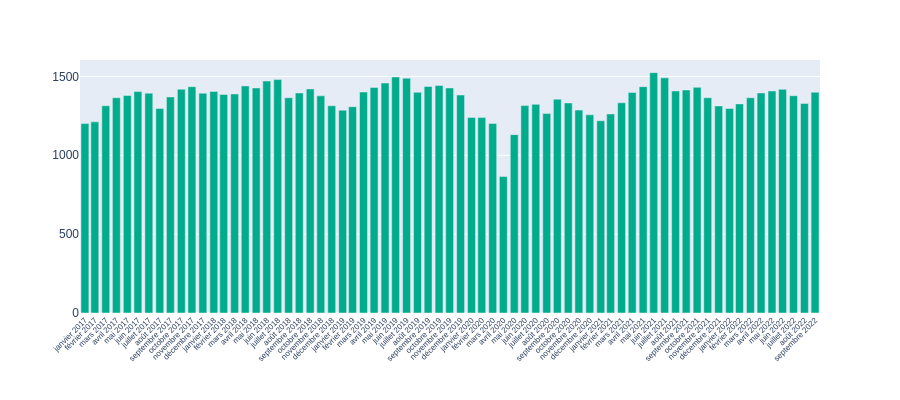 1500
1000
500
0
janvier 2017
février 2017
mars 2017
avril 2017
mai 2017
juin 2017
juillet 2017
août 2017
septembre 2017
octobre 2017
novembre 2017
décembre 2017
janvier 2018
février 2018
mars 2018
avril 2018
mai 2018
juin 2018
juillet 2018
août 2018
septembre 2018
octobre 2018
novembre 2018
décembre 2018
janvier 2019
février 2019
mars 2019
avril 2019
mai 2019
juin 2019
juillet 2019
août 2019
septembre 2019
octobre 2019
novembre 2019
décembre 2019
janvier 2020
février 2020
mars 2020
avril 2020
mai 2020
juin 2020
juillet 2020
août 2020
septembre 2020
octobre 2020
novembre 2020
décembre 2020
janvier 2021
février 2021
mars 2021
avril 2021
mai 2021
juin 2021
juillet 2021
août 2021
septembre 2021
octobre 2021
novembre 2021
décembre 2021
janvier 2022
février 2022
mars 2022
avril 2022
mai 2022
juin 2022
juillet 2022
août 2022
septembre 2022